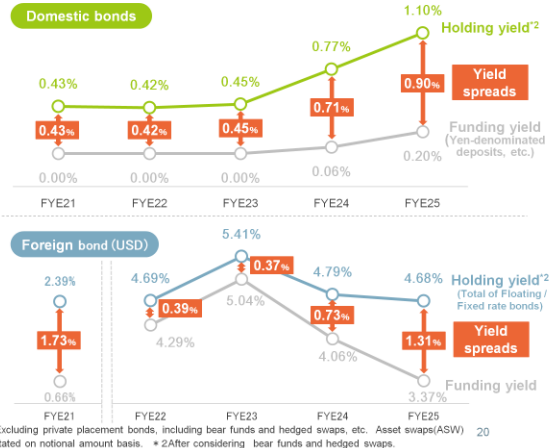 Domestic bonds
1.10%
Holding yield*2
0.77%
0.43% 0.42% 0.45%
0.90%
Yield
spreads
0.71%
0.43% 0.42% 0.45%
Funding yield
(Yen-denominated
deposits, etc.)
0.20%
0.00% 0.00% 0.00% 0.06%
FYE21 FYE22 FYE23 FYE24 FYE25
Foreign bond (USD)
5.41%
2.39% 4.69% 4.79% 4.68%
Holding yield*2
(Total of Floating /
Fixed rate bonds)
0.37%
0.39%
5.04%
1.73% 0.73% 1.31%
Yield
spreads
4.29%
4.06%
0.66%
3.37%
Funding yield
FYE21 FYE22 FYE23 FYE24 FYE25
Excluding private placement bonds, including bear funds and hedged swaps, etc. Asset swaps(ASW)
stated on notional amount basis. *2After considering bear funds and hedged swaps.
20